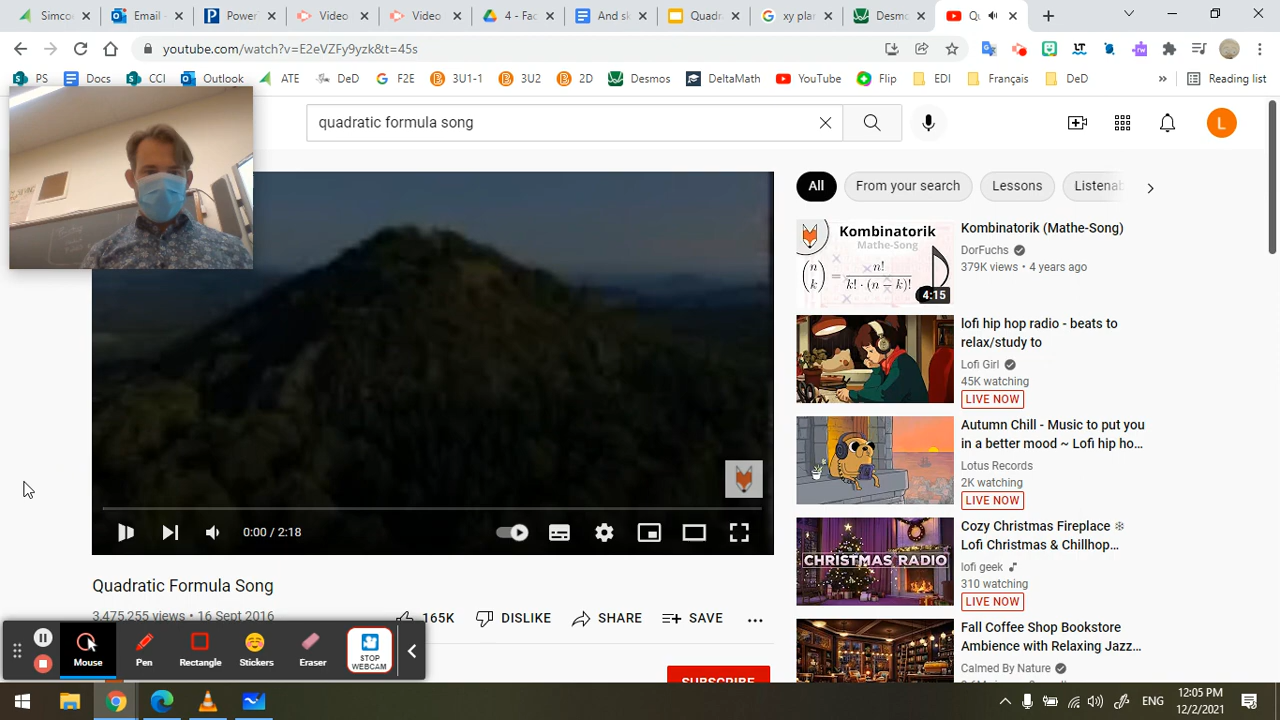 Simco
Email
Power
Video
Video
4 - Fac
And sl
Quadr
xy pla
Desmo
youtube.com/watch?v=E2eVZFy9yzk&t=45s
PS
Docs
CCI
Outlook
ATE
DeD
F2E
3U1-1
3U2
2D
Desmos
DeltaMath
YouTube
Flip
EDI
Français
DeD
»
Reading list
quadratic formula song
L
All
From your search
Lessons
Listenab
Kombinatorik
Mathe-Song)
(n k) = n! / k! · (n − k)!
4:15
Kombinatorik (Mathe-Song)
DorFuchs
379K views • 4 years ago
lofi hip hop radio - beats to
relax/study to
Lofi Girl
45K watching
LIVE NOW
Autumn Chill - Music to put you
in a better mood ~ Lofi hip ho...
Lotus Records
2K watching
LIVE NOW
CHRISTMAS RADIO
Cozy Christmas Fireplace ❄
Lofi Christmas & Chillhop...
lofi geek
310 watching
LIVE NOW
Fall Coffee Shop Bookstore
Ambience with Relaxing Jazz...
Calmed By Nature
0:00 / 2:18
Quadratic Formula Song
3,475,255 views • 16 Sept 2016
165K
DISLIKE
SHARE
SAVE
SUBSCRIBE
Mouse
Pen
Rectangle
Stickers
Eraser
STOP
WEBCAM
ENG
12:05 PM
12/2/2021